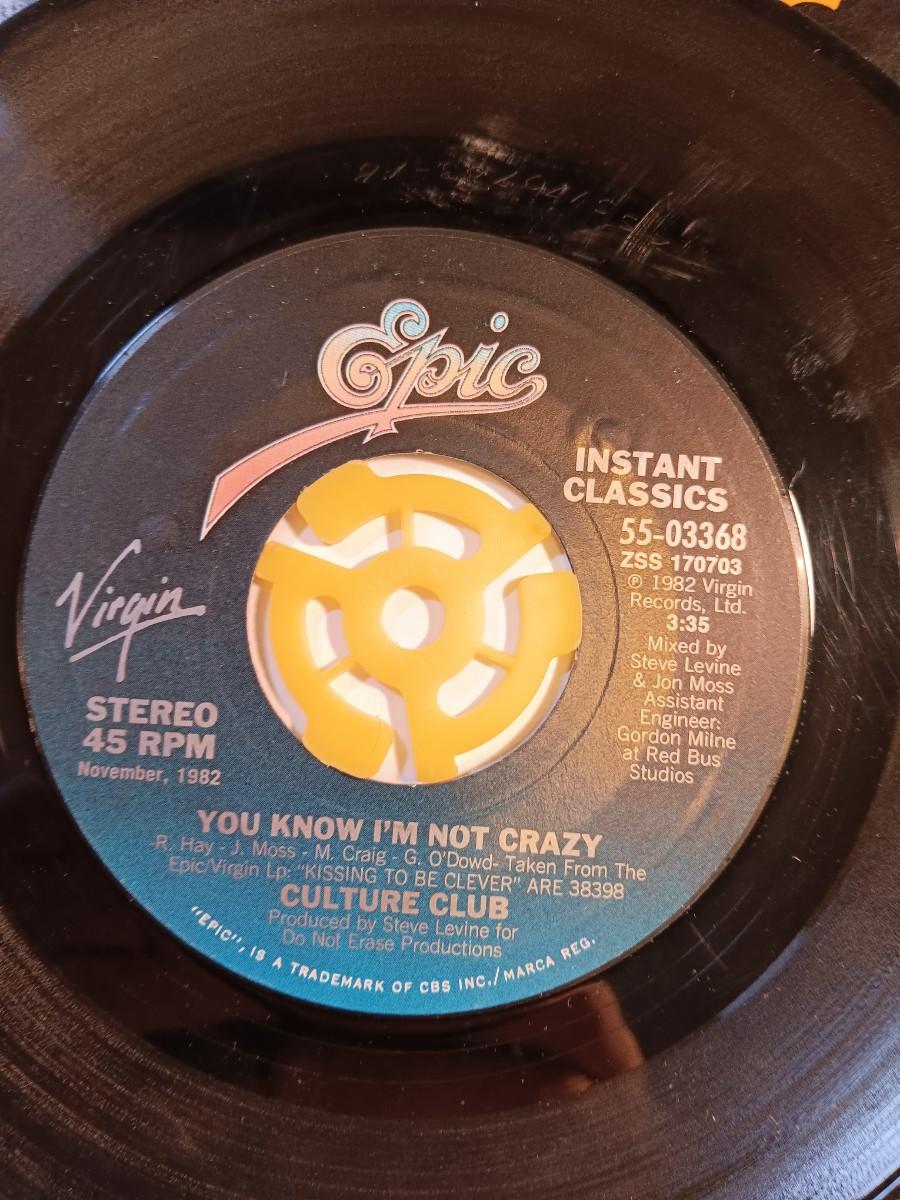 Epic
INSTANT
CLASSICS
55-03368
ZSS 170703
℗ 1982 Virgin
Records, Ltd.
3:35
Mixed by
Steve Levine
& Jon Moss
Assistant
Engineer:
Gordon Milne
at Red Bus
Studios
Virgin
STEREO
45 RPM
November, 1982
YOU KNOW I'M NOT CRAZY
-R. Hay - J. Moss - M. Craig - G. O'Dowd- Taken From The
Epic/Virgin Lp: "KISSING TO BE CLEVER" ARE 38398
CULTURE CLUB
Produced by Steve Levine for
Do Not Erase Productions
"EPIC", IS A TRADEMARK OF CBS INC./MARCA REG.